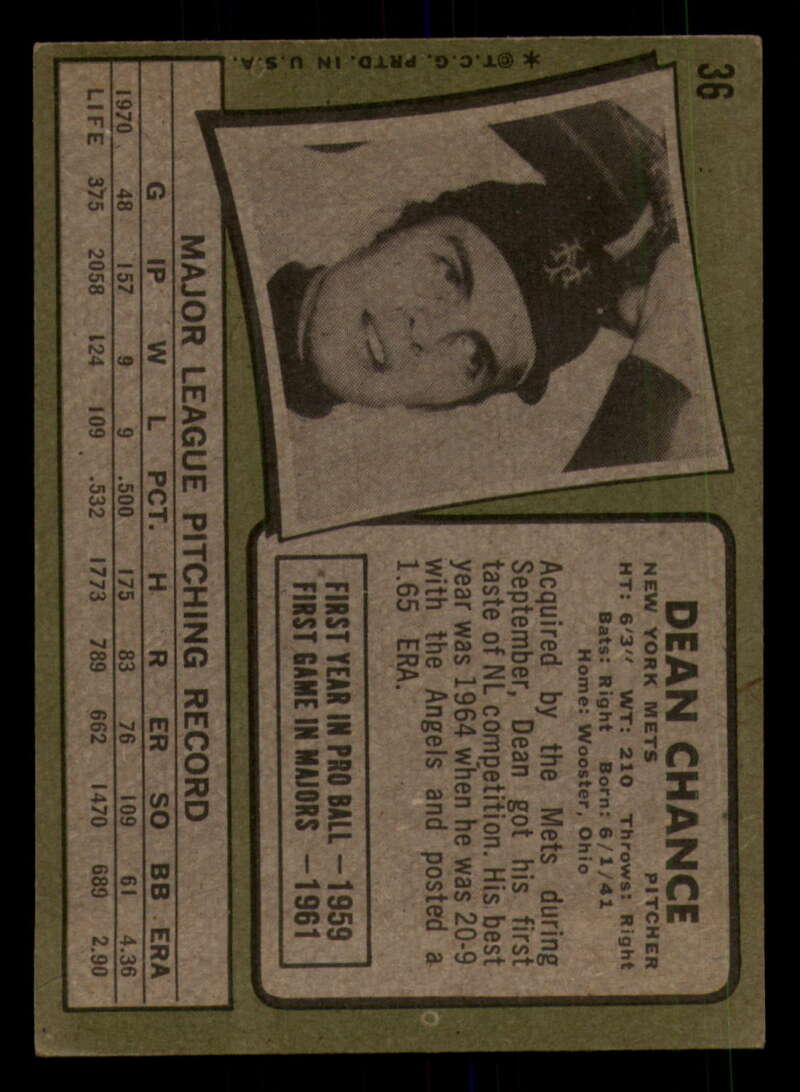 36
DEAN CHANCE
NEW YORK METS PITCHER
HT: 6'3" WT: 210 Throws: Right
Bats: Right Born: 6/1/41
Home: Wooster, Ohio
Acquired by the Mets during
September, Dean got his first
taste of NL competition. His best
year was 1964 when he was 20-9
with the Angels and posted a
1.65 ERA.
FIRST YEAR IN PRO BALL —1959
FIRST GAME IN MAJORS —1961
NY
*©T.C.G. PRTD. IN U.S.A.
MAJOR LEAGUE PITCHING RECORD
G IP W L PCT. H R ER SO BB ERA
1970 48 157 9 9 .500 175 83 76 109 61 4.36
LIFE 375 2058 124 109 .532 1773 789 662 1470 689 2.90